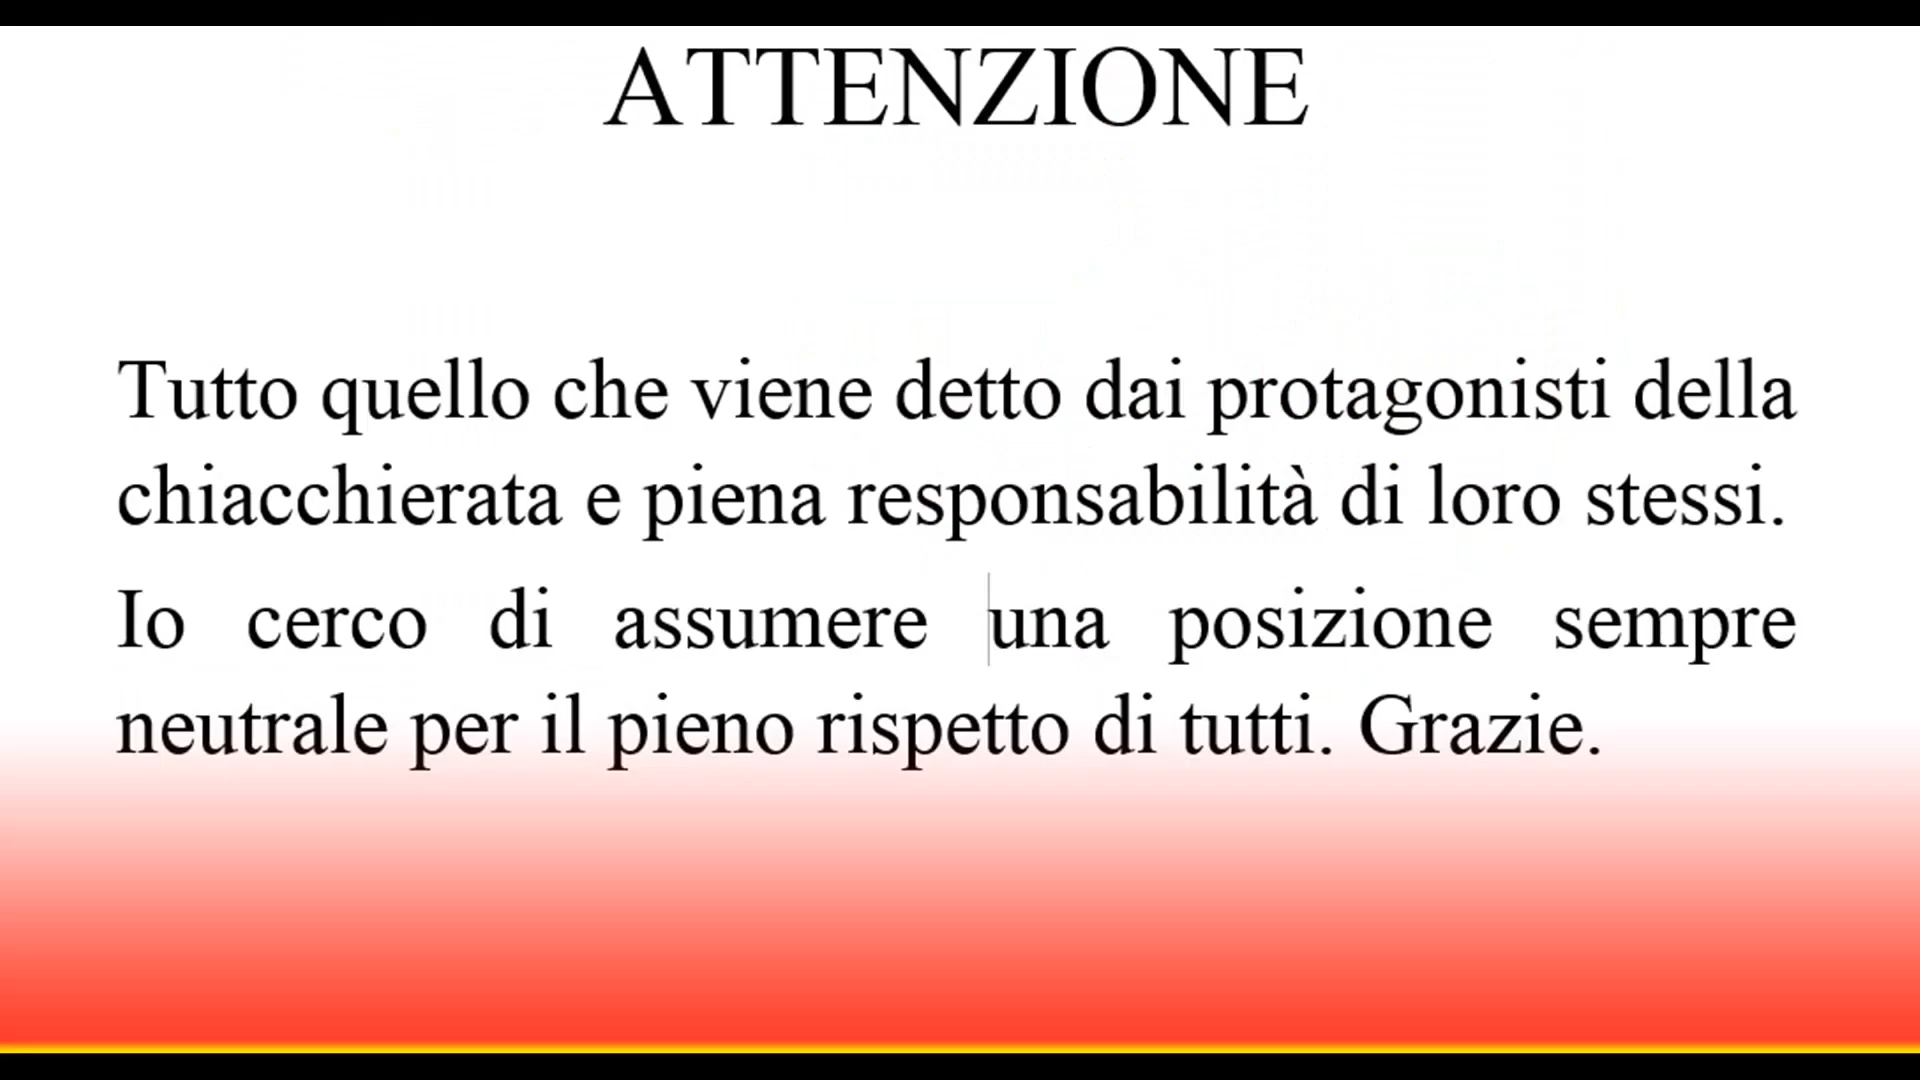 ATTENZIONE
Tutto quello che viene detto dai protagonisti della
chiacchierata e piena responsabilità di loro stessi.
Io cerco di assumere una posizione sempre
neutrale per il pieno rispetto di tutti. Grazie.